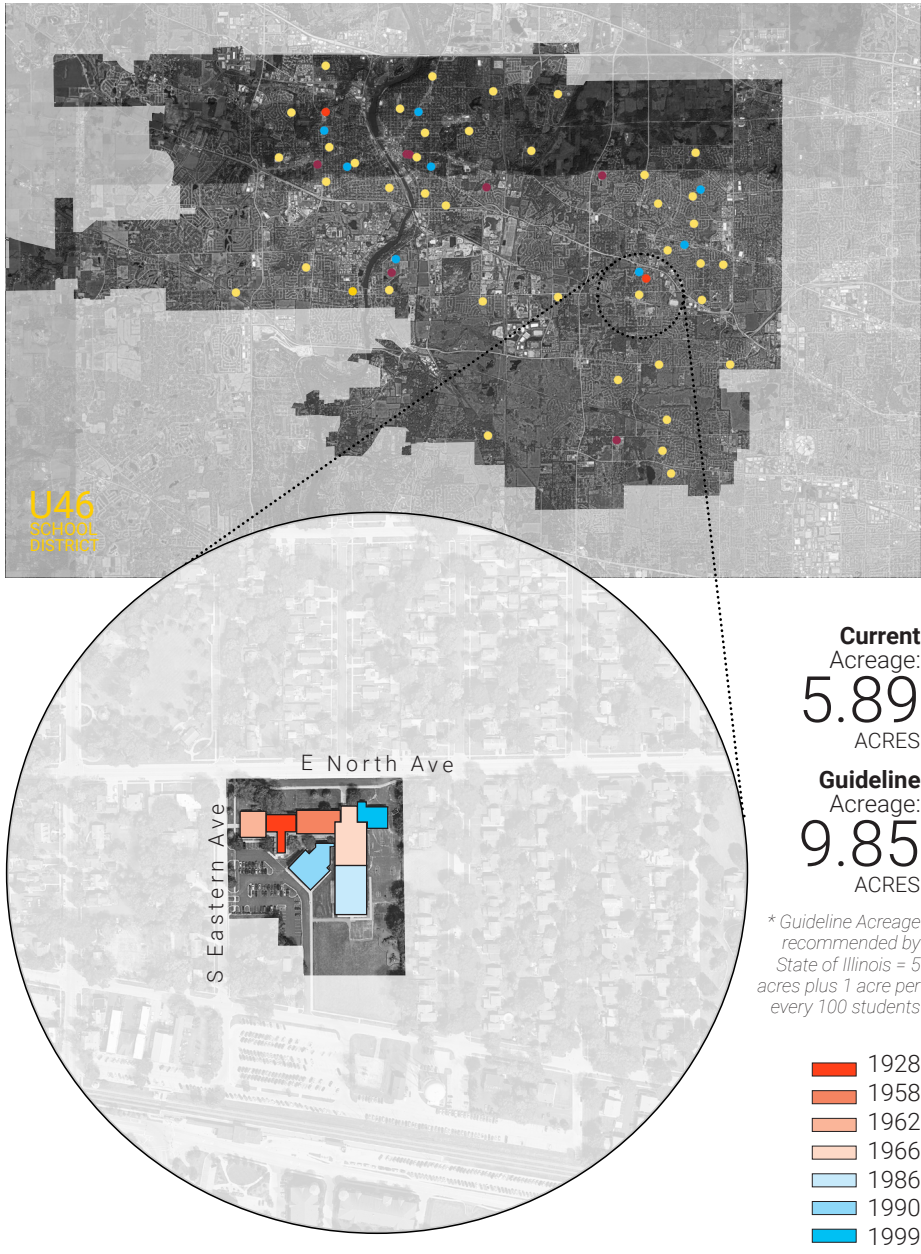 U46
SCHOOL
DISTRICT
Current
Acreage:
5.89
ACRES
Guideline
Acreage:
9.85
ACRES
* Guideline Acreage
recommended by
State of Illinois = 5
acres plus 1 acre per
every 100 students
E North Ave
S Eastern Ave
1928
1958
1962
1966
1986
1990
1999